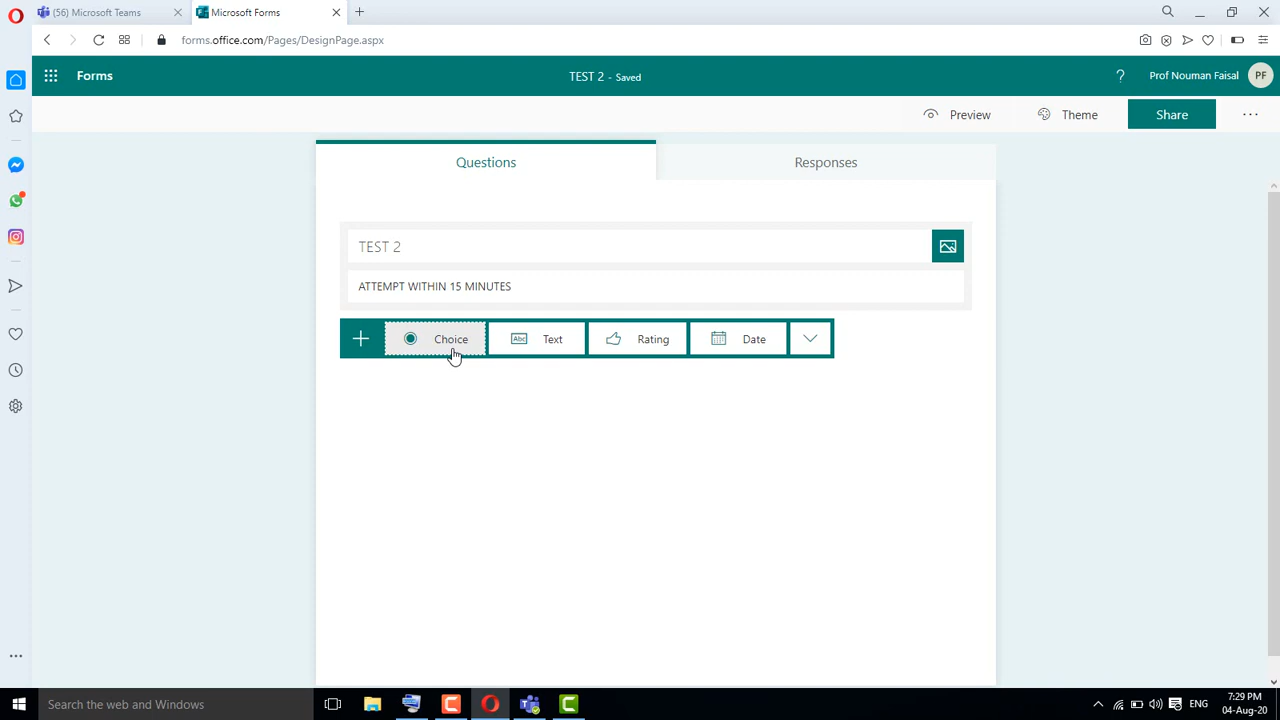 (56) Microsoft Teams
Microsoft Forms
forms.office.com/Pages/DesignPage.aspx
Forms
TEST 2 - Saved
?
Prof Nouman Faisal
PF
Preview
Theme
Share
Questions
Responses
TEST 2
ATTEMPT WITHIN 15 MINUTES
Choice
Abc
Text
Rating
Date
Search the web and Windows
ENG
7:29 PM
04-Aug-20